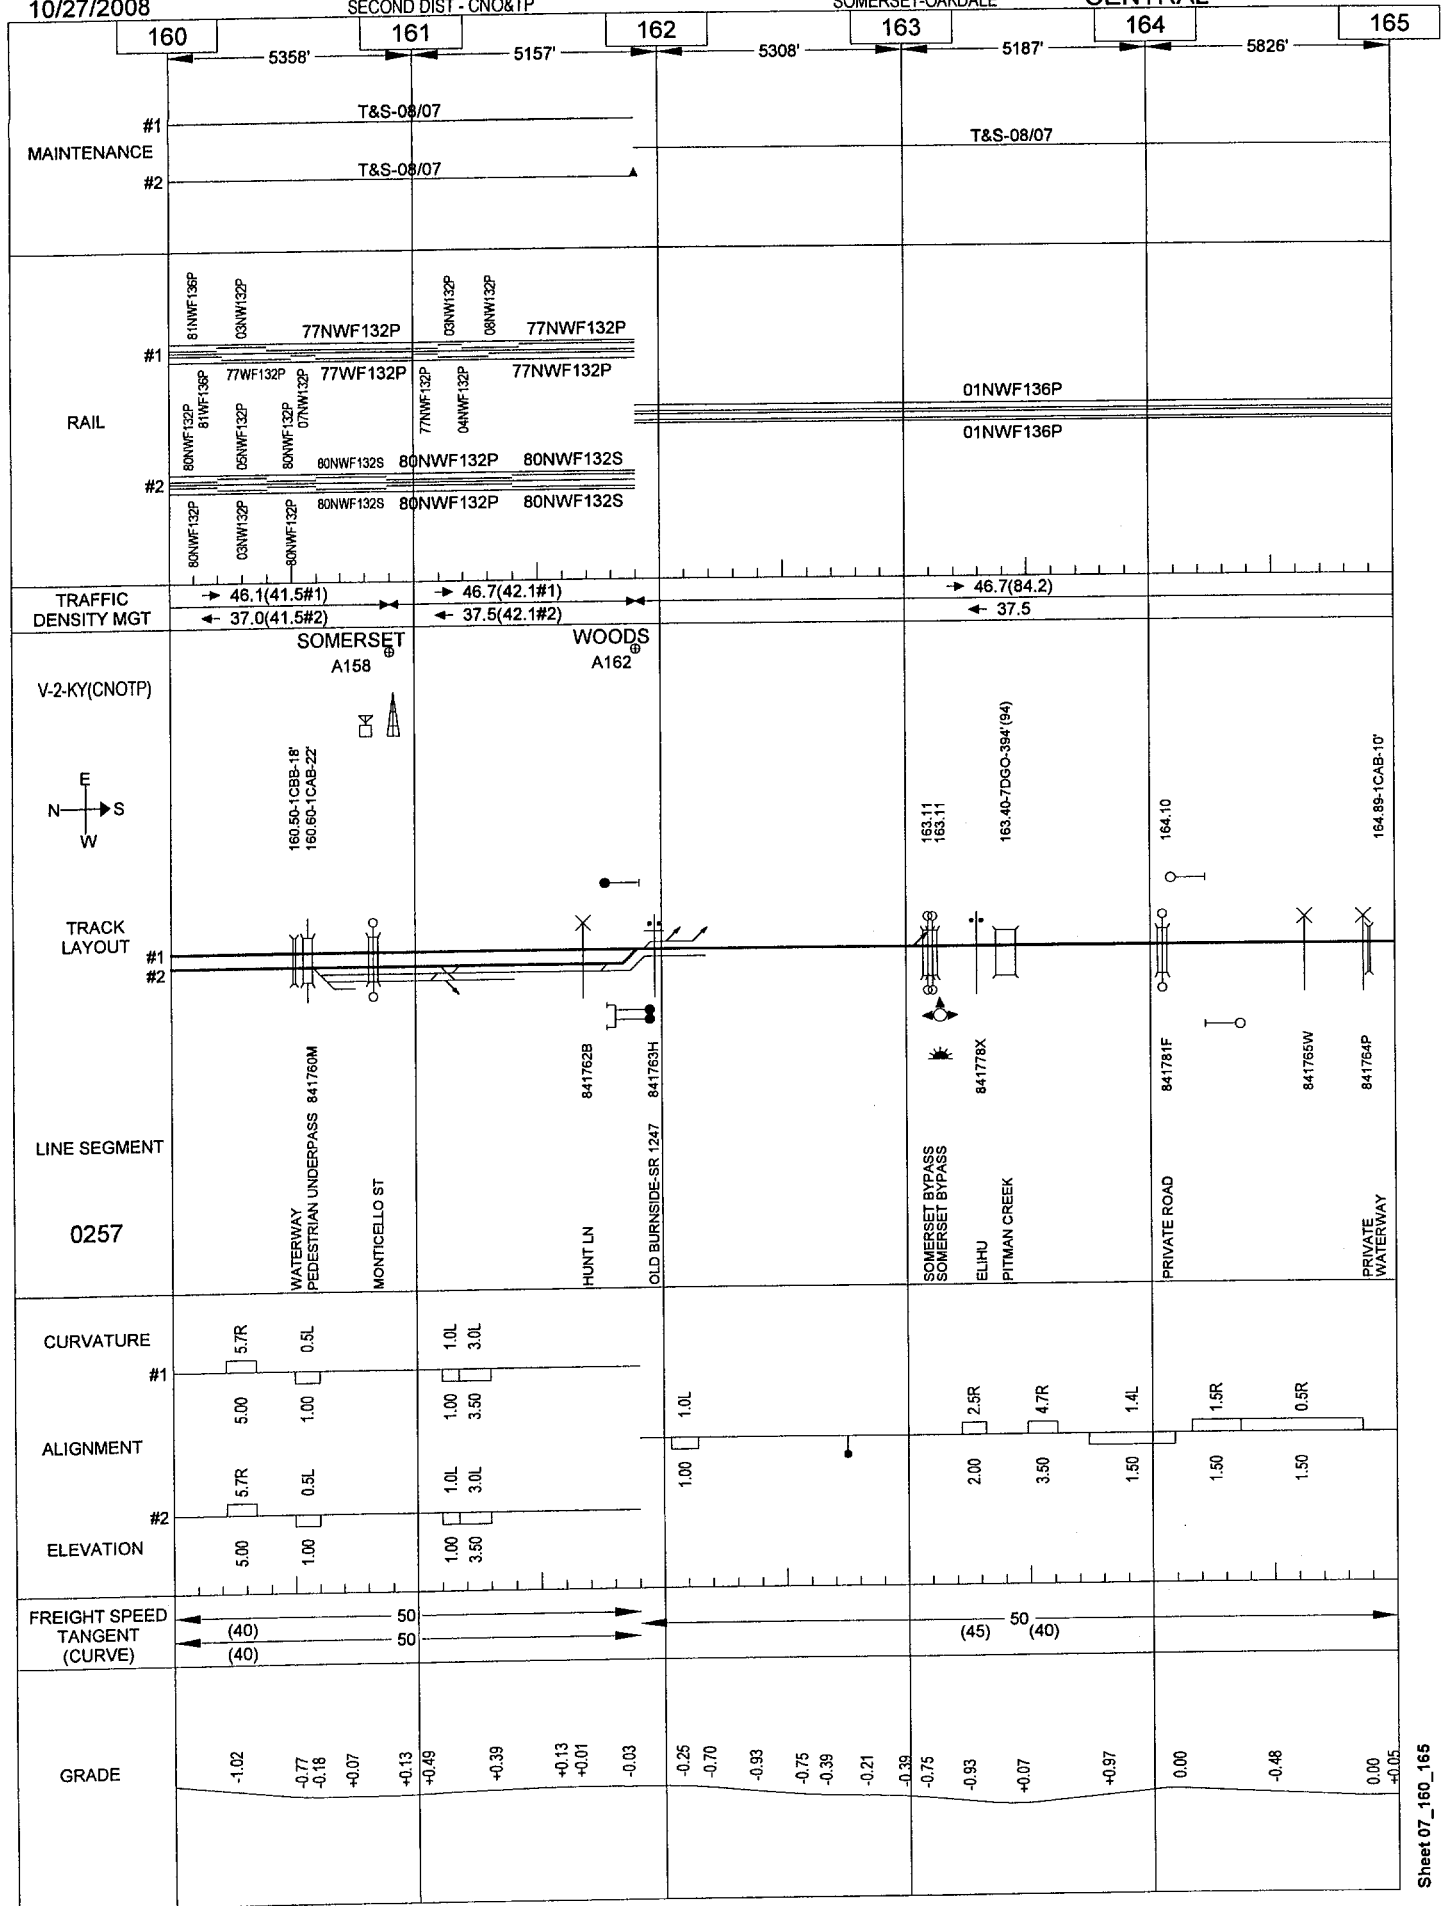 10/27/2008 SECOND DIST - CNO&TP SOMERSET-OAKDALE CENTRAL
160 161 162 163 164 165
5358' 5157' 5308' 5187' 5826'
MAINTENANCE
#1 T&S-08/07
T&S-08/07
#2 T&S-08/07
RAIL
81NWF136P 03NW132P 77NWF132P 03NW132P 08NW132P 77NWF132P
#1
77WF132P 77WF132P 77NWF132P
81WF136P 07NW132P 77NWF132P 04NWF132P
01NWF136P
01NWF136P
80NWF132P 05NWF132P 80NWF132P 80NWF132S 80NWF132P 80NWF132S
#2
80NWF132S 80NWF132P 80NWF132S
80NWF132P 03NW132P 80NWF132P
TRAFFIC
DENSITY MGT
46.1(41.5#1) 46.7(42.1#1) 46.7(84.2)
37.0(41.5#2) 37.5(42.1#2) 37.5
SOMERSET WOODS
A158 A162
V-2-KY(CNOTP)
E
N S
W
160.50-1CBB-18'
160.60-1CAB-22'
163.11
163.11
163.40-7DGO-394'(94)
164.10
164.89-1CAB-10'
TRACK
LAYOUT
#1
#2
LINE SEGMENT
0257
WATERWAY
PEDESTRIAN UNDERPASS 841760M
MONTICELLO ST
HUNT LN 841762B
OLD BURNSIDE-SR 1247 841763H
SOMERSET BYPASS
SOMERSET BYPASS
ELIHU 841778X
PITMAN CREEK
PRIVATE ROAD 841781F
841765W
PRIVATE 841764P
WATERWAY
CURVATURE
#1
5.7R 0.5L 1.0L 3.0L
5.00 1.00 1.00 3.50
ALIGNMENT
1.0L 2.5R 4.7R 1.4L 1.5R 0.5R
1.00 2.00 3.50 1.50 1.50 1.50
#2
5.7R 0.5L 1.0L 3.0L
5.00 1.00 1.00 3.50
ELEVATION
FREIGHT SPEED
TANGENT
(CURVE)
50 50
(40) (45) (40)
50
(40)
GRADE
-1.02 -0.77 -0.18 +0.07 +0.13 +0.49 +0.39 +0.13 +0.01 -0.03 -0.25 -0.70 -0.93 -0.75 -0.39 -0.21 -0.39 -0.75 -0.93 +0.07 +0.97 0.00 -0.48 0.00 +0.05
Sheet 07_160_165